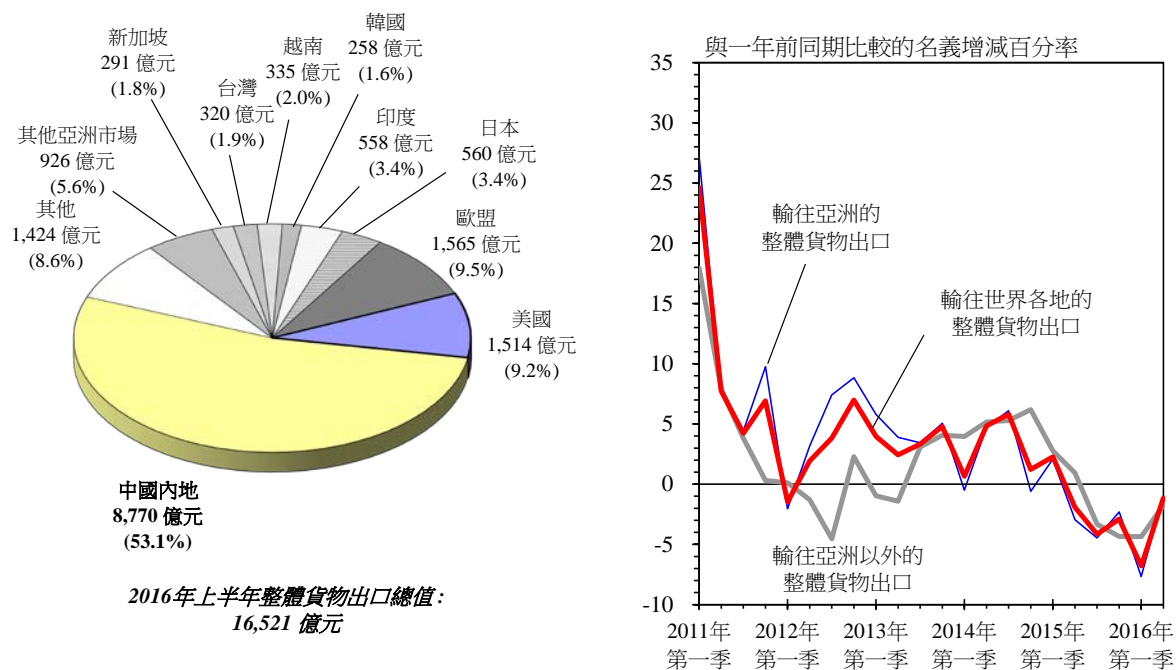 新加坡
291 億元
(1.8%)
台灣
320 億元
(1.9%)
越南
335 億元
(2.0%)
韓國
258 億元
(1.6%)
印度
558 億元
(3.4%)
日本
560 億元
(3.4%)
其他亞洲市場
926 億元
(5.6%)
其他
1,424 億元
(8.6%)
歐盟
1,565 億元
(9.5%)
美國
1,514 億元
(9.2%)
中國內地
8,770 億元
(53.1%)
2016年上半年整體貨物出口總值 :
16,521 億元
與一年前同期比較的名義增減百分率
35
30
25
20
15
10
5
0
-5
-10
輸往亞洲的
整體貨物出口
輸往世界各地的
整體貨物出口
輸往亞洲以外的
整體貨物出口
2011年
第一季
2012年
第一季
2013年
第一季
2014年
第一季
2015年
第一季
2016年
第一季